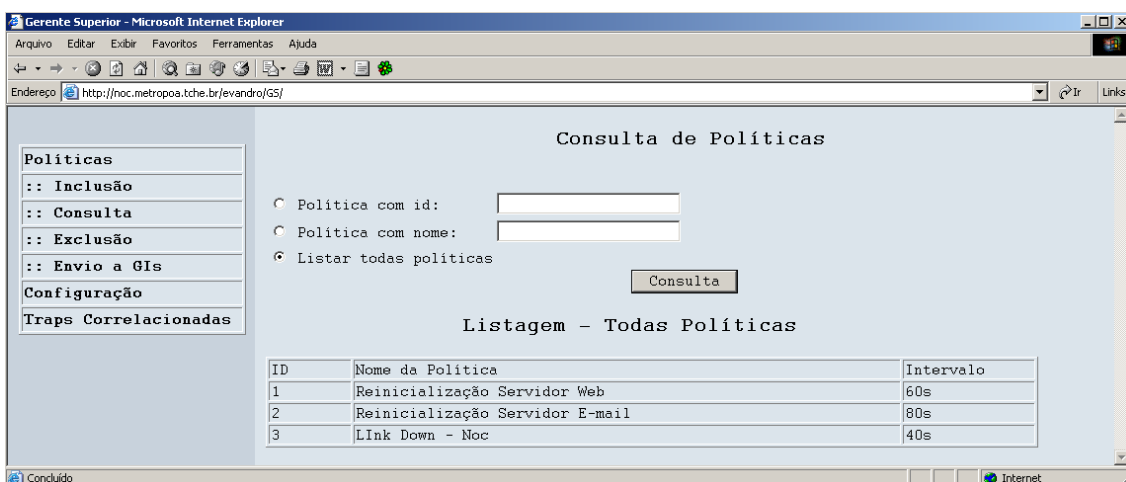 Gerente Superior - Microsoft Internet Explorer
Arquivo Editar Exibir Favoritos Ferramentas Ajuda
Endereço http://noc.metropoa.tche.br/evandro/GS/ Ir Links
Consulta de Políticas
Políticas
:: Inclusão
:: Consulta
:: Exclusão
:: Envio a GIs
Configuração
Traps Correlacionadas
Política com id:
Política com nome:
Listar todas políticas
Consulta
Listagem - Todas Políticas
ID Nome da Política Intervalo
1 Reinicialização Servidor Web 60s
2 Reinicialização Servidor E-mail 80s
3 LInk Down - Noc 40s
Concluído Internet